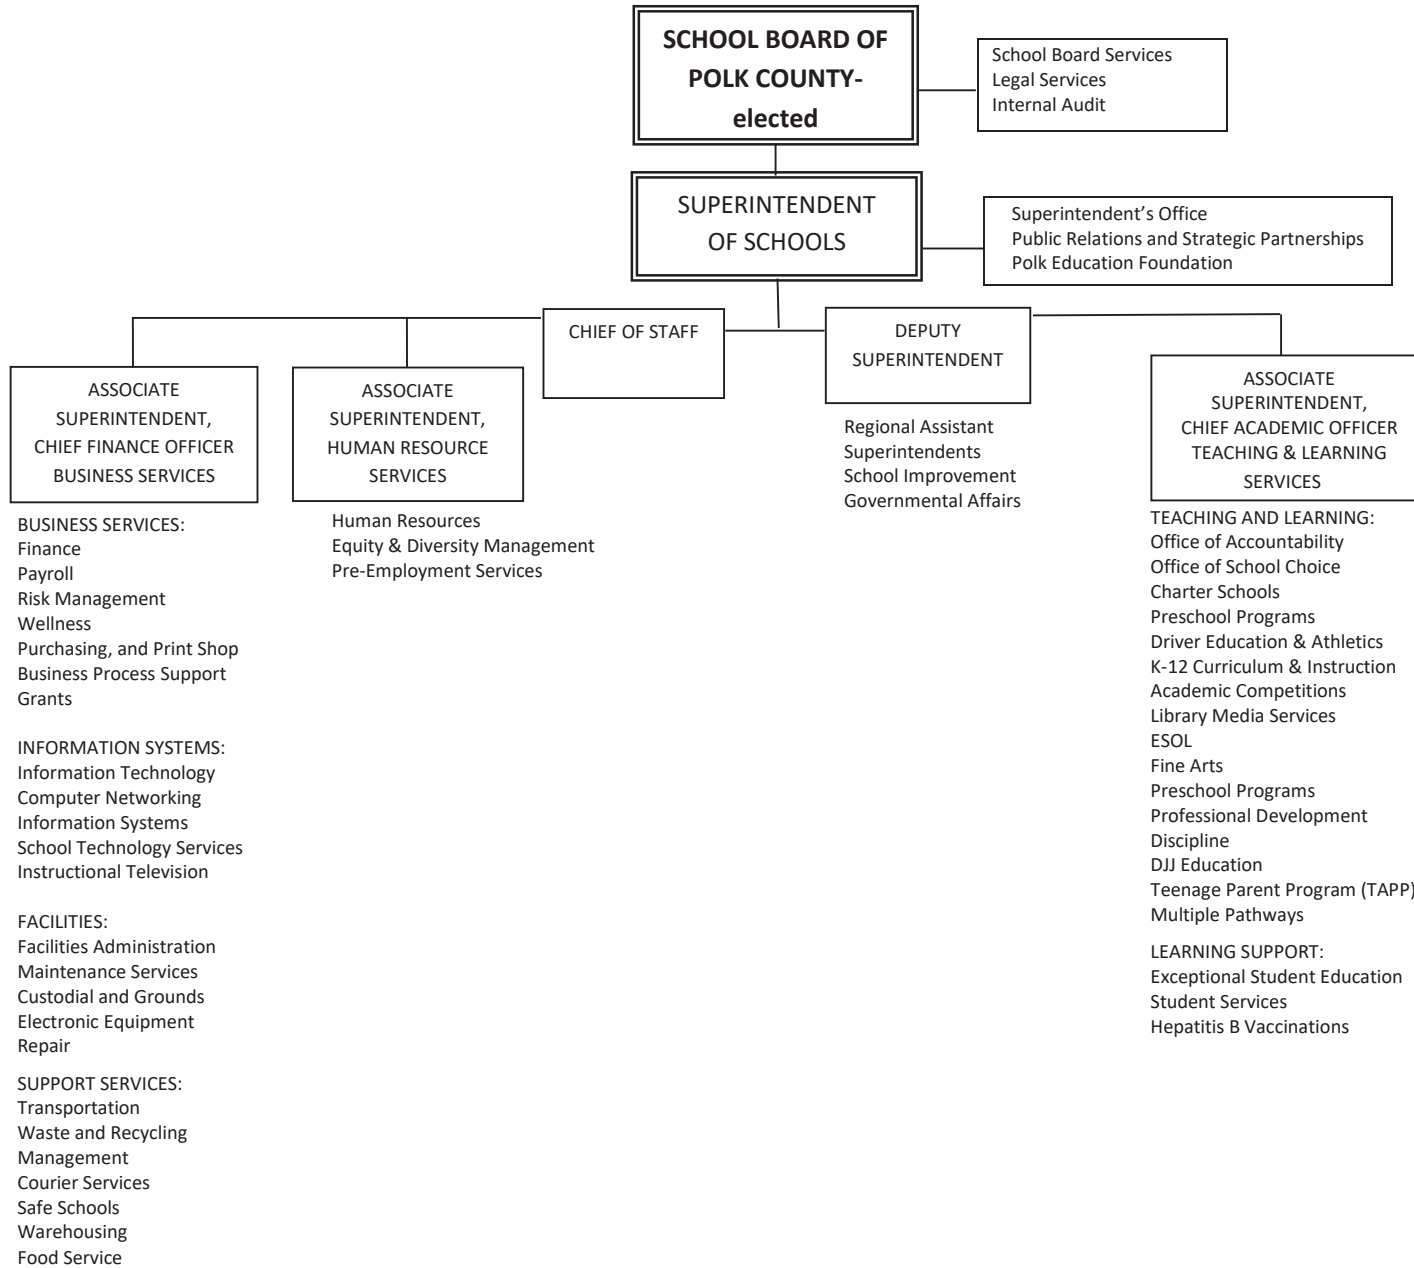 SCHOOL BOARD OF
POLK COUNTY-
elected
School Board Services
Legal Services
Internal Audit
SUPERINTENDENT
OF SCHOOLS
Superintendent’s Office
Public Relations and Strategic Partnerships
Polk Education Foundation
CHIEF OF STAFF
DEPUTY
SUPERINTENDENT
Regional Assistant
Superintendents
School Improvement
Governmental Affairs
ASSOCIATE
SUPERINTENDENT,
CHIEF FINANCE OFFICER
BUSINESS SERVICES
BUSINESS SERVICES:
Finance
Payroll
Risk Management
Wellness
Purchasing, and Print Shop
Business Process Support
Grants
INFORMATION SYSTEMS:
Information Technology
Computer Networking
Information Systems
School Technology Services
Instructional Television
FACILITIES:
Facilities Administration
Maintenance Services
Custodial and Grounds
Electronic Equipment
Repair
SUPPORT SERVICES:
Transportation
Waste and Recycling
Management
Courier Services
Safe Schools
Warehousing
Food Service
ASSOCIATE
SUPERINTENDENT,
HUMAN RESOURCE
SERVICES
Human Resources
Equity & Diversity Management
Pre-Employment Services
ASSOCIATE
SUPERINTENDENT,
CHIEF ACADEMIC OFFICER
TEACHING & LEARNING
SERVICES
TEACHING AND LEARNING:
Office of Accountability
Office of School Choice
Charter Schools
Preschool Programs
Driver Education & Athletics
K-12 Curriculum & Instruction
Academic Competitions
Library Media Services
ESOL
Fine Arts
Preschool Programs
Professional Development
Discipline
DJJ Education
Teenage Parent Program (TAPP)
Multiple Pathways
LEARNING SUPPORT:
Exceptional Student Education
Student Services
Hepatitis B Vaccinations